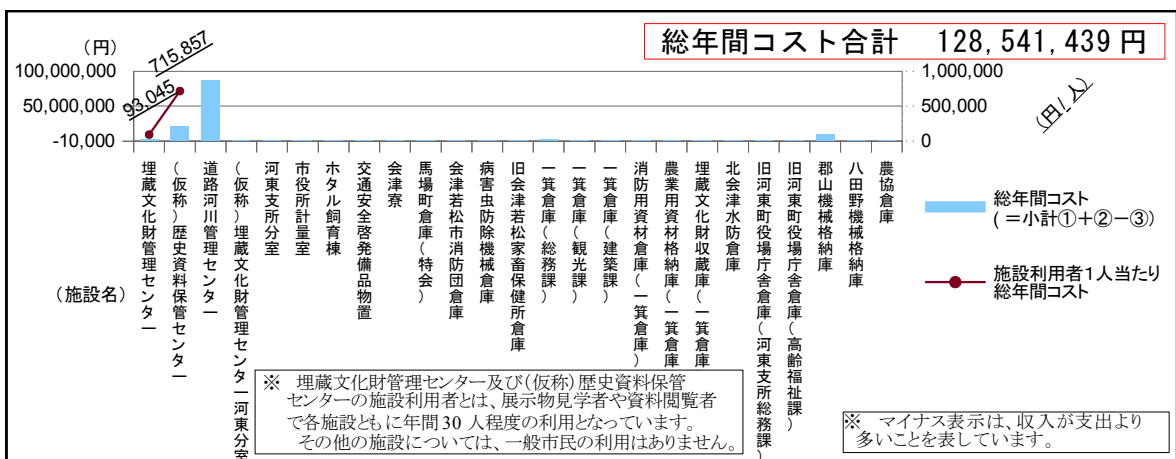 総年間コスト合計 128,541,439 円
(円)
100,000,000
50,000,000
-10,000
715,857
93,045
1,000,000
500,000
0
(円/人)
(施設名)
埋蔵文化財管理センター
(仮称)歴史資料保管センター
道路河川管理センター
(仮称)埋蔵文化財管理センター河東分室
河東支所分室
市役所計量室
ホタル飼育棟
交通安全啓発備品物置
会津寮
馬場町倉庫(特会)
会津若松市消防団倉庫
病害虫防除機械倉庫
旧会津若松家畜保健所倉庫
一箕倉庫(総務課)
一箕倉庫(観光課)
一箕倉庫(建築課)
消防用資材倉庫(一箕倉庫)
農業用資材格納庫(一箕倉庫
埋蔵文化財収蔵庫(一箕倉庫
北会津水防倉庫
旧河東町役場庁舎倉庫(河東支所総務課)
旧河東町役場庁舎倉庫(高齢福祉課)
郡山機械格納庫
八田野機械格納庫
農協倉庫
総年間コスト
(=小計①+②-③)
施設利用者1人当たり
総年間コスト
※ 埋蔵文化財管理センター及び(仮称)歴史資料保管
センターの施設利用者とは、展示物見学者や資料閲覧者
で各施設ともに年間30人程度の利用となっています。
その他の施設については、一般市民の利用はありません。
※ マイナス表示は、収入が支出より
多いことを表しています。